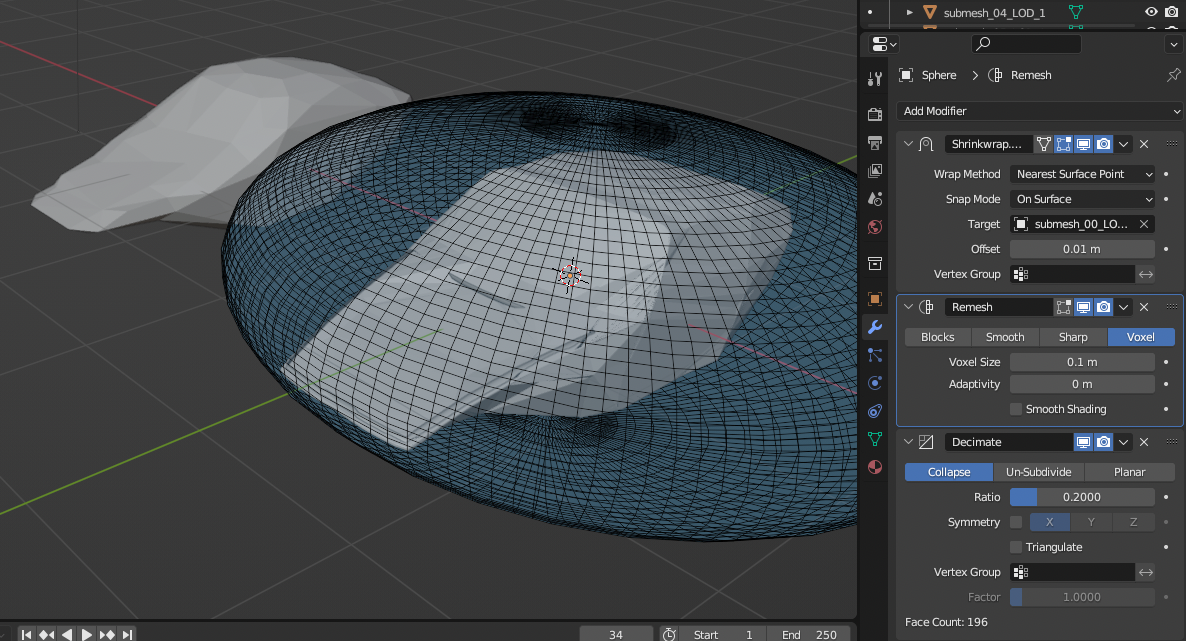 submesh_04_LOD_1
Sphere > Remesh
Add Modifier
Shrinkwrap....
Wrap Method Nearest Surface Point
Snap Mode On Surface
Target submesh_00_LO...
Offset 0.01 m
Vertex Group
Remesh
Blocks Smooth Sharp Voxel
Voxel Size 0.1 m
Adaptivity 0 m
Smooth Shading
Decimate
Collapse Un-Subdivide Planar
Ratio 0.2000
Symmetry X Y Z
Triangulate
Vertex Group
Factor 1.0000
Face Count: 196
34 Start 1 End 250